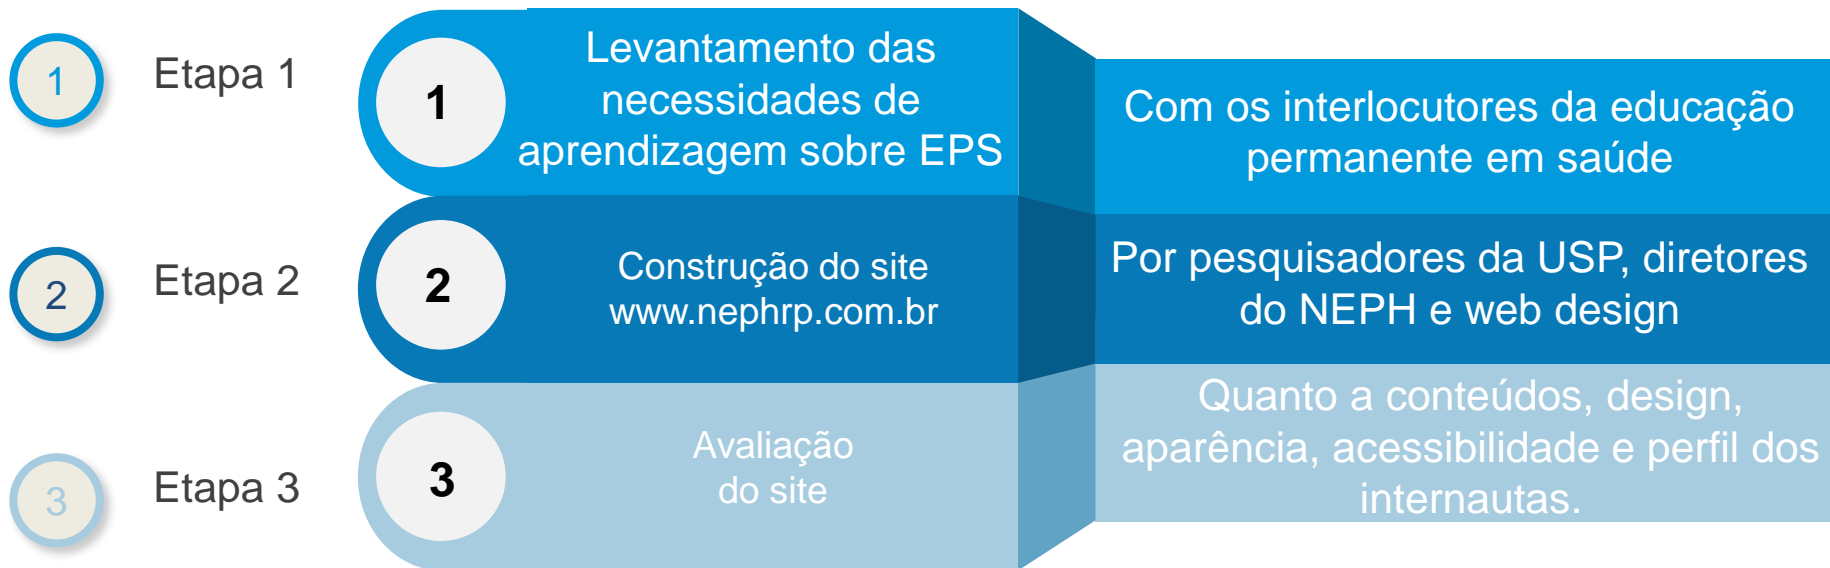 1
Etapa 1
1
Levantamento das
necessidades de
aprendizagem sobre EPS
Com os interlocutores da educação
permanente em saúde
2
Etapa 2
2
Construção do site
www.nephrp.com.br
Por pesquisadores da USP, diretores
do NEPH e web design
3
Etapa 3
3
Avaliação
do site
Quanto a conteúdos, design,
aparência, acessibilidade e perfil dos
internautas.